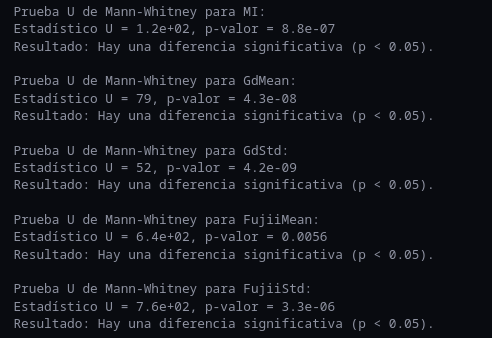 Prueba U de Mann-Whitney para MI:
Estadístico U = 1.2e+02, p-valor = 8.8e-07
Resultado: Hay una diferencia significativa (p < 0.05).
Prueba U de Mann-Whitney para GdMean:
Estadístico U = 79, p-valor = 4.3e-08
Resultado: Hay una diferencia significativa (p < 0.05).
Prueba U de Mann-Whitney para GdStd:
Estadístico U = 52, p-valor = 4.2e-09
Resultado: Hay una diferencia significativa (p < 0.05).
Prueba U de Mann-Whitney para FujiiMean:
Estadístico U = 6.4e+02, p-valor = 0.0056
Resultado: Hay una diferencia significativa (p < 0.05).
Prueba U de Mann-Whitney para FujiiStd:
Estadístico U = 7.6e+02, p-valor = 3.3e-06
Resultado: Hay una diferencia significativa (p < 0.05).